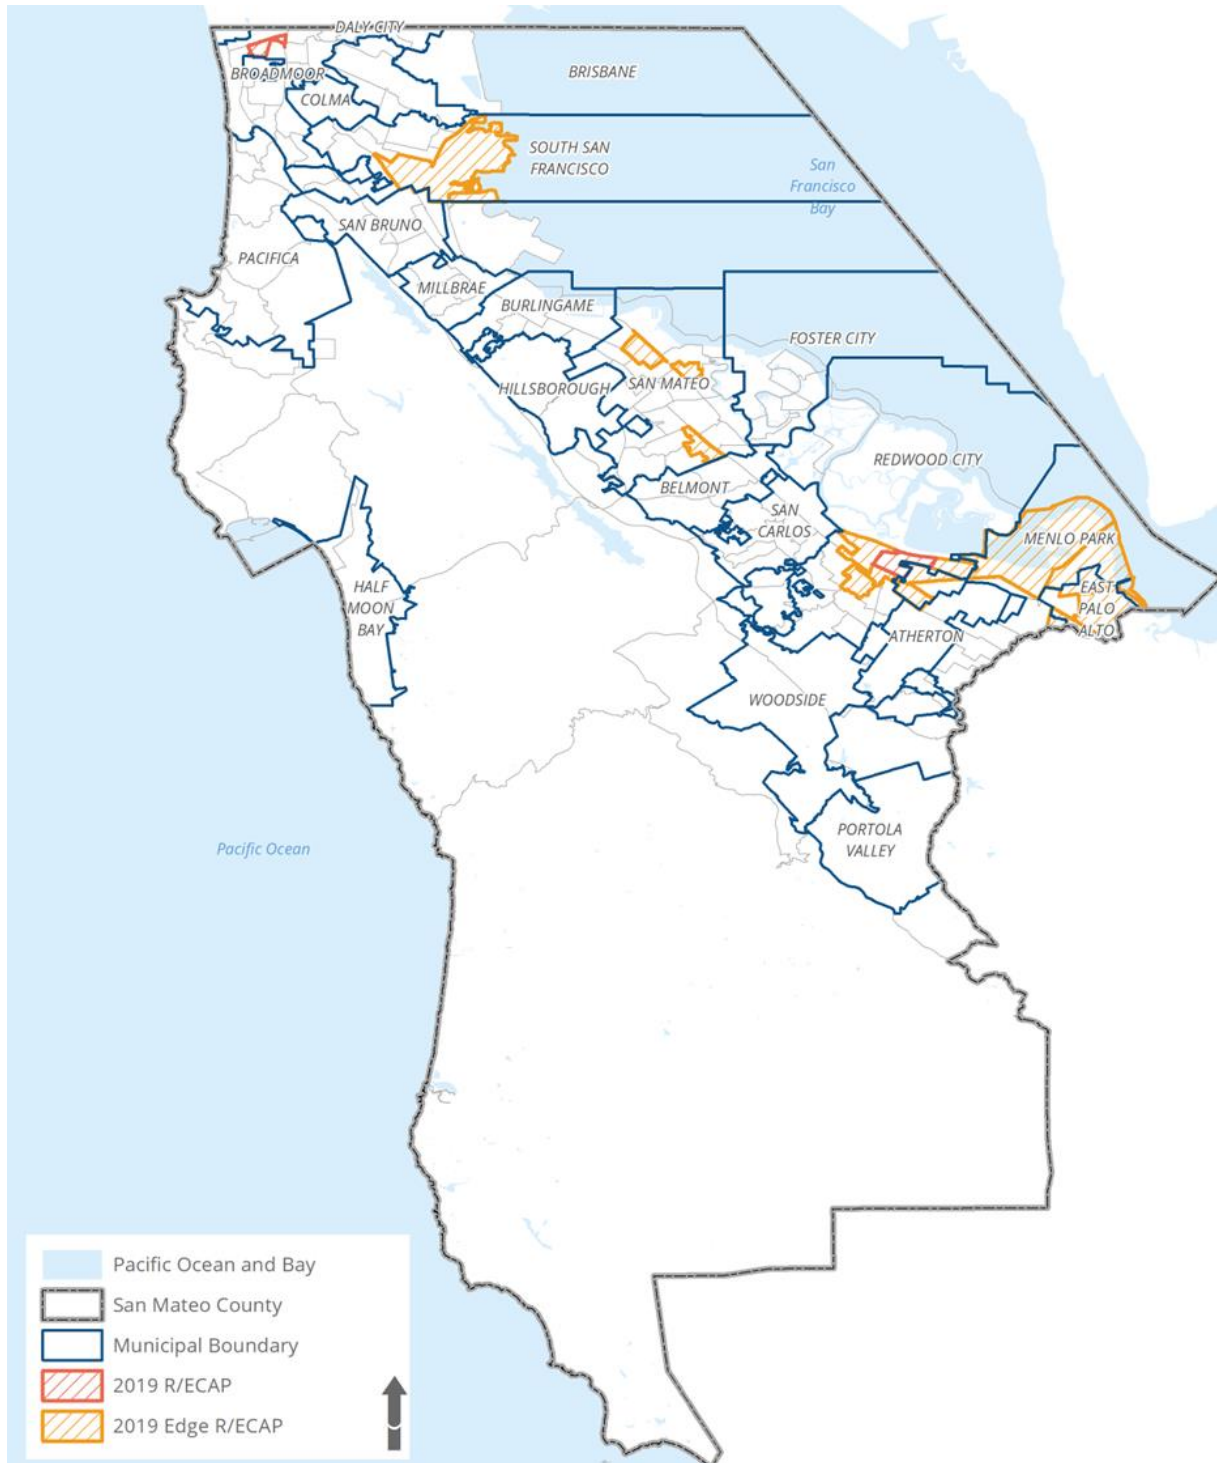 DALY CITY
BRISBANE
BROADMOOR
COLMA
SOUTH SAN
FRANCISCO
San
Francisco
Bay
SAN BRUNO
PACIFICA
MILLBRAE
BURLINGAME
FOSTER CITY
HILLSBOROUGH
SAN MATEO
REDWOOD CITY
BELMONT
SAN
CARLOS
MENLO PARK
HALF
MOON
BAY
EAST
PALO
ALTO
ATHERTON
WOODSIDE
PORTOLA
VALLEY
Pacific Ocean
Pacific Ocean and Bay
San Mateo County
Municipal Boundary
2019 R/ECAP
2019 Edge R/ECAP